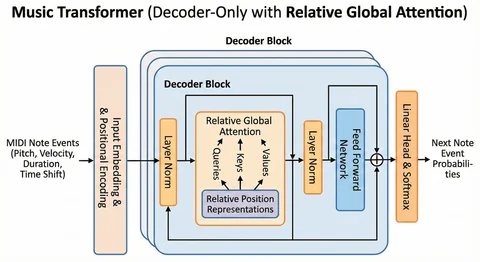 Music Transformer (Decoder-Only with Relative Global Attention)
Decoder Block
Decoder Block
MIDI Note Events
(Pitch, Velocity,
Duration,
Time Shift)
Input Embedding &
& Positional Encoding
Layer Norm
Relative Global
Attention
Queries
Keys
Values
Relative Position
Representations
Layer Norm
Feed Forward
Network
Linear Head & Softmax
Next Note
Event
Probabili-
ties